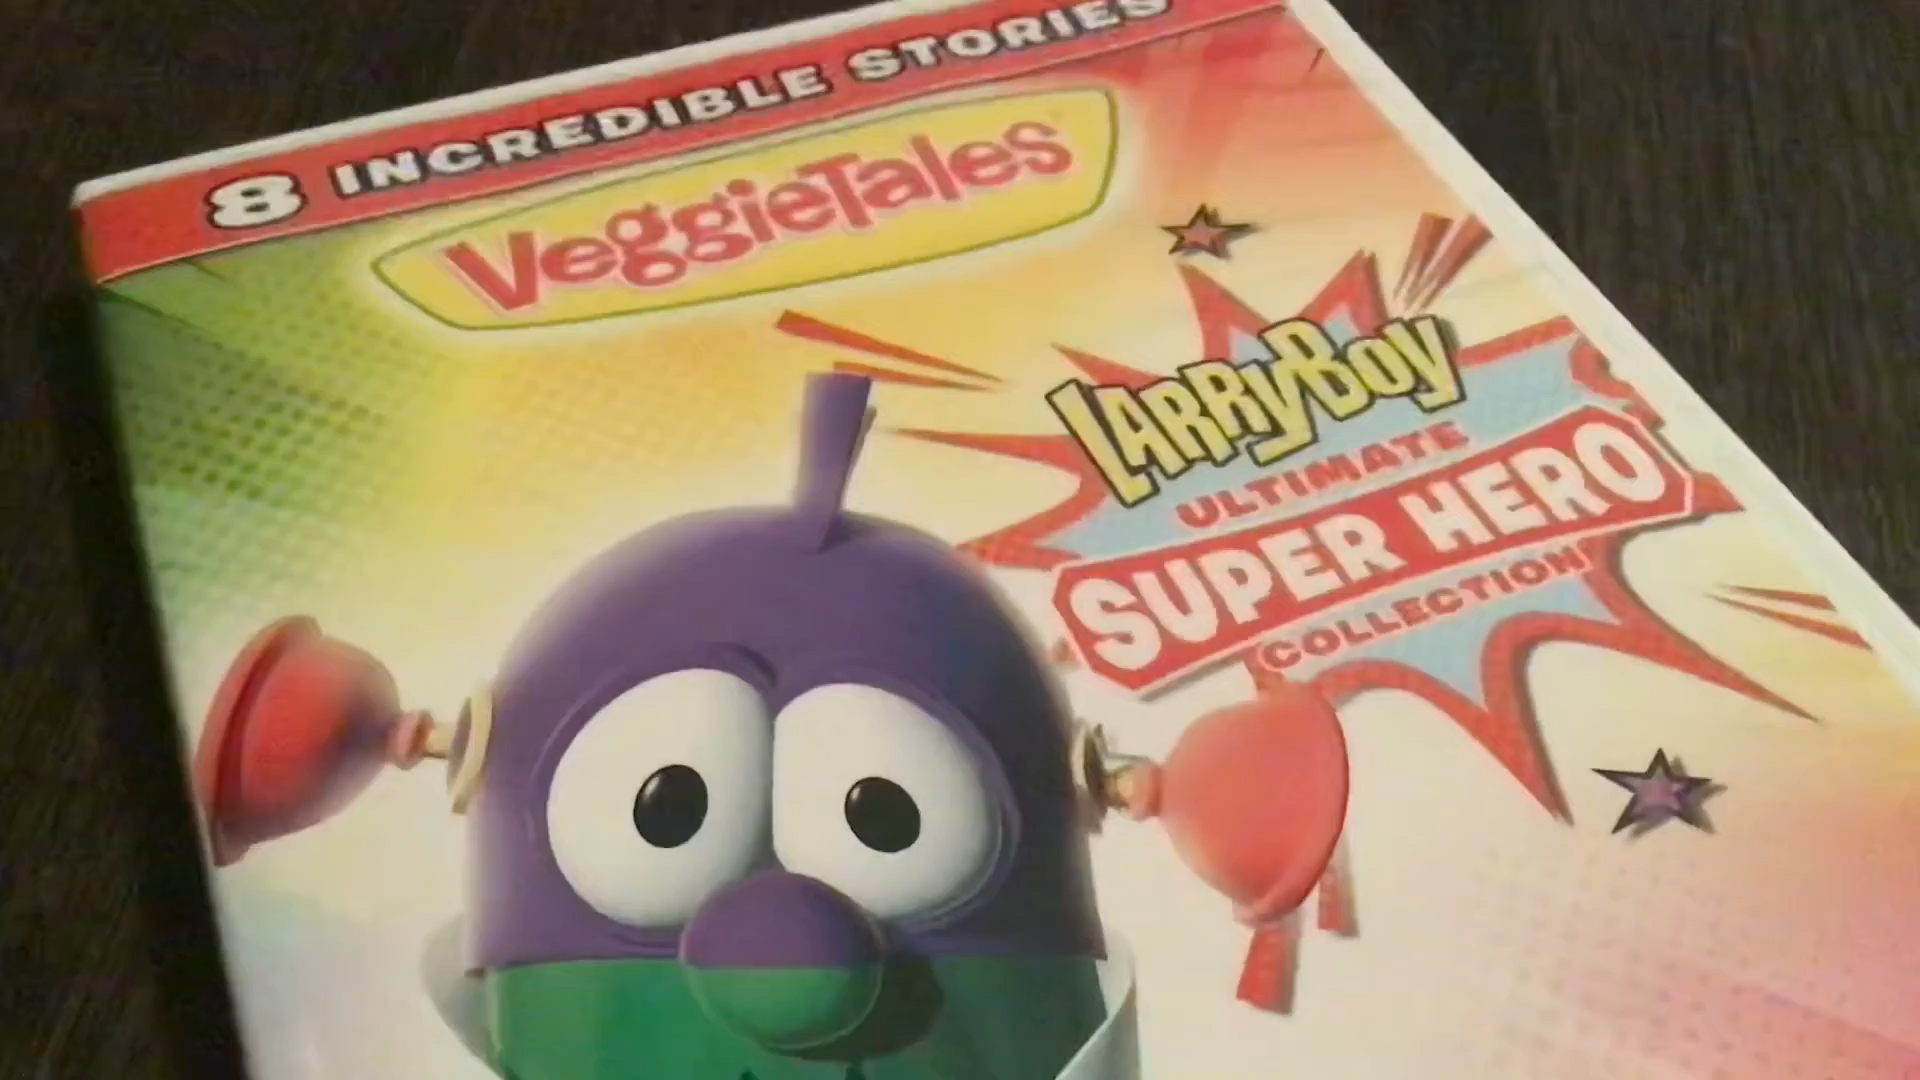 8 INCREDIBLE STORIES
VeggieTales
LARRYBOY
ULTIMATE
SUPER HERO
COLLECTION